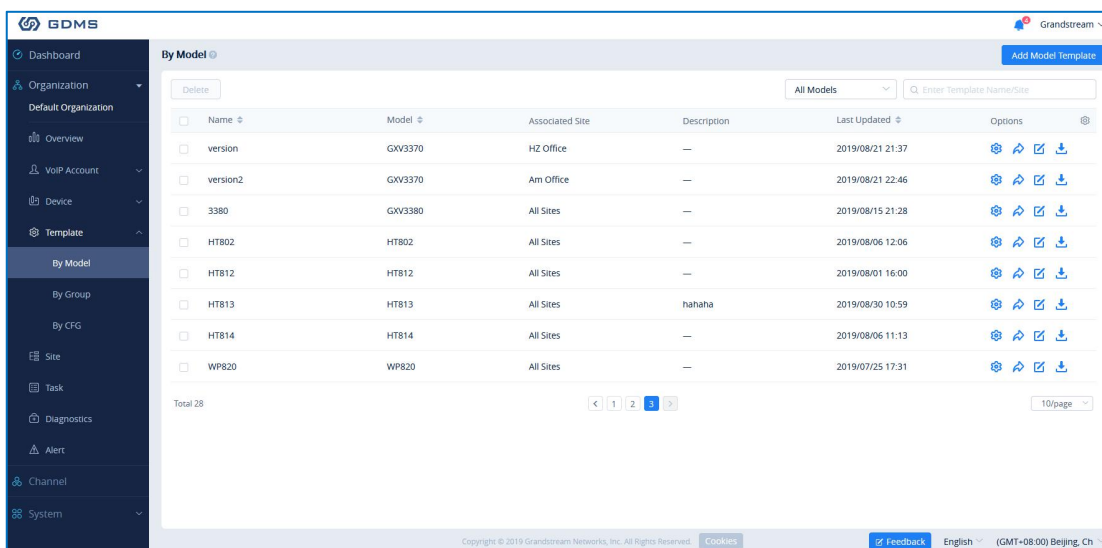 GDMS
4
Grandstream
Dashboard
By Model
Add Model Template
Organization
Default Organization
Overview
VoIP Account
Device
Template
By Model
By Group
By CFG
Site
Task
Diagnostics
Alert
Channel
System
Delete
All Models
Enter Template Name/Site
Name Model Associated Site Description Last Updated Options
version GXV3370 HZ Office — 2019/08/21 21:37
version2 GXV3370 Am Office — 2019/08/21 22:46
3380 GXV3380 All Sites — 2019/08/15 21:28
HT802 HT802 All Sites — 2019/08/06 12:06
HT812 HT812 All Sites — 2019/08/01 16:00
HT813 HT813 All Sites hahaha 2019/08/30 10:59
HT814 HT814 All Sites — 2019/08/06 11:13
WP820 WP820 All Sites — 2019/07/25 17:31
Total 28
< 1 2 3 >
10/page
Copyright © 2019 Grandstream Networks, Inc. All Rights Reserved. Cookies
Feedback
English
(GMT+08:00) Beijing, Ch